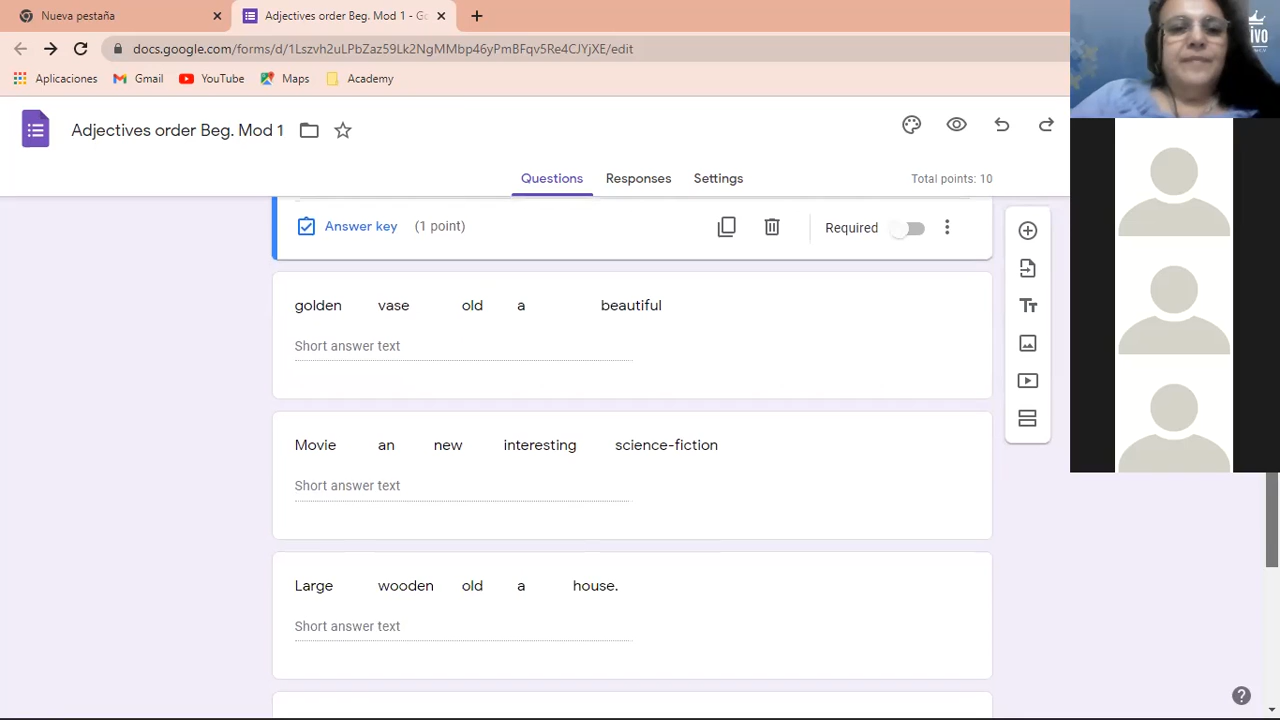 Nueva pestaña
Adjectives order Beg. Mod 1 - Go
docs.google.com/forms/d/1Lszvh2uLPbZaz59Lk2NgMMbp46yPmBFqv5Re4CJYjXE/edit
Aplicaciones Gmail YouTube Maps Academy
ivo
Adjectives order Beg. Mod 1
Questions Responses Settings Total points: 10
Answer key (1 point) Required
golden vase old a beautiful
Short answer text
Movie an new interesting science-fiction
Short answer text
Large wooden old a house.
Short answer text